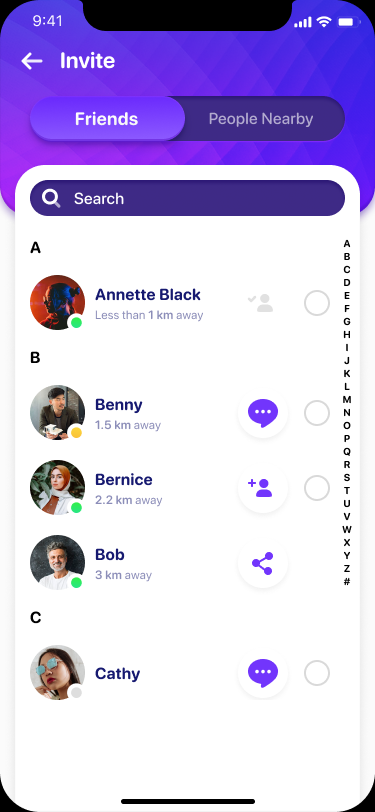 9:41
Invite
Friends
People Nearby
Search
A
Annette Black
Less than 1 km away
B
Benny
1.5 km away
Bernice
2.2 km away
Bob
3 km away
C
Cathy
A
B
C
D
E
F
G
H
I
J
K
L
M
N
O
P
Q
R
S
T
U
V
W
X
Y
Z
#